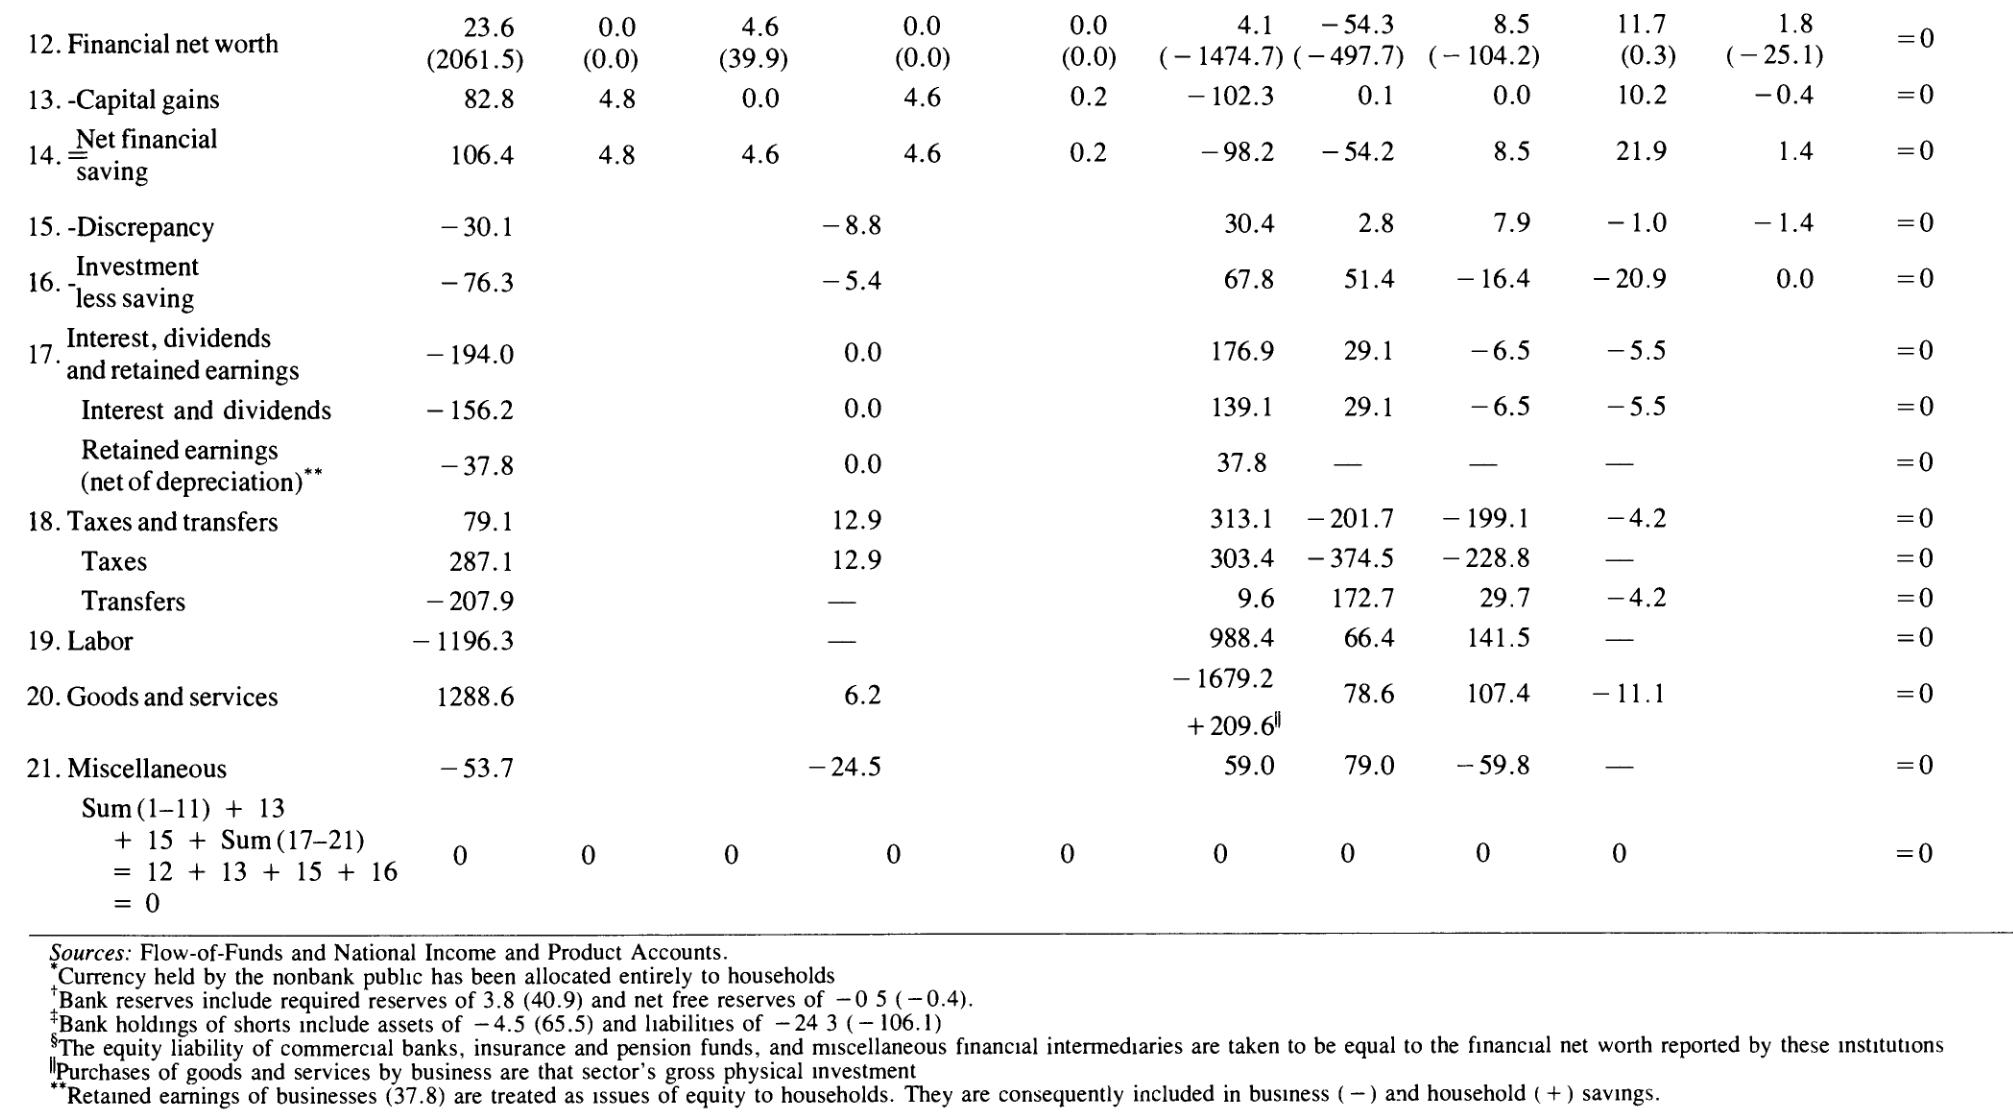 23.6 0.0 4.6 0.0 0.0 4.1 −54.3 8.5 11.7 1.8
12. Financial net worth =0
(2061.5) (0.0) (39.9) (0.0) (0.0) (−1474.7) (−497.7) (−104.2) (0.3) (−25.1)
13. -Capital gains 82.8 4.8 0.0 4.6 0.2 −102.3 0.1 0.0 10.2 −0.4 =0
Net financial
14. = 106.4 4.8 4.6 4.6 0.2 −98.2 −54.2 8.5 21.9 1.4 =0
saving
15. -Discrepancy −30.1 −8.8 30.4 2.8 7.9 −1.0 −1.4 =0
Investment
16. - −76.3 −5.4 67.8 51.4 −16.4 −20.9 0.0 =0
less saving
Interest, dividends
17. −194.0 0.0 176.9 29.1 −6.5 −5.5 =0
and retained earnings
Interest and dividends −156.2 0.0 139.1 29.1 −6.5 −5.5 =0
Retained earnings
−37.8 0.0 37.8 — — — =0
(net of depreciation)**
18. Taxes and transfers 79.1 12.9 313.1 −201.7 −199.1 −4.2 =0
Taxes 287.1 12.9 303.4 −374.5 −228.8 — =0
Transfers −207.9 — 9.6 172.7 29.7 −4.2 =0
19. Labor −1196.3 — 988.4 66.4 141.5 — =0
−1679.2
20. Goods and services 1288.6 6.2 78.6 107.4 −11.1 =0
+209.6‖
21. Miscellaneous −53.7 −24.5 59.0 79.0 −59.8 — =0
Sum (1–11) + 13
+ 15 + Sum (17–21)
0 0 0 0 0 0 0 0 0 =0
= 12 + 13 + 15 + 16
= 0
Sources: Flow-of-Funds and National Income and Product Accounts.
*Currency held by the nonbank public has been allocated entirely to households
†Bank reserves include required reserves of 3.8 (40.9) and net free reserves of −0 5 (−0.4).
‡Bank holdings of shorts include assets of −4.5 (65.5) and liabilities of −24 3 (−106.1)
§The equity liability of commercial banks, insurance and pension funds, and miscellaneous financial intermediaries are taken to be equal to the financial net worth reported by these institutions
‖Purchases of goods and services by business are that sector's gross physical investment
**Retained earnings of businesses (37.8) are treated as issues of equity to households. They are consequently included in business (−) and household (+) savings.